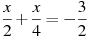 x/2 + x/4 = −3/2